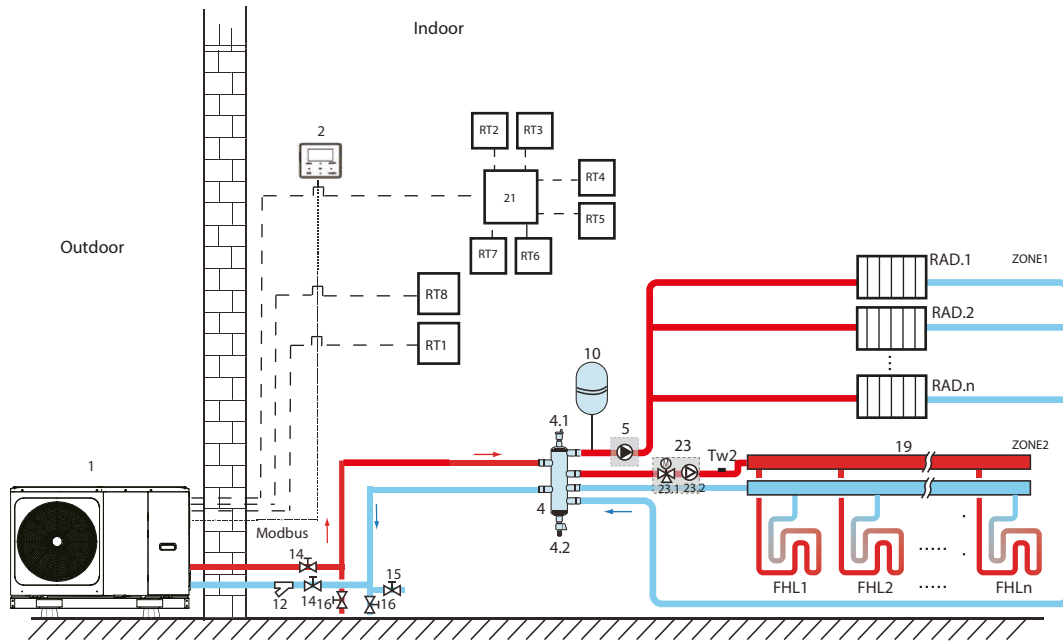 Indoor
2
RT2
RT3
RT4
21
RT5
RT7
RT6
Outdoor
RAD.1
ZONE1
RT8
RAD.2
RT1
10
RAD.n
4.1
5
23
Tw2
19
ZONE2
1
M
23.1
23.2
4
Modbus
4.2
14
15
12
14
16
16
FHL1
FHL2
FHLn